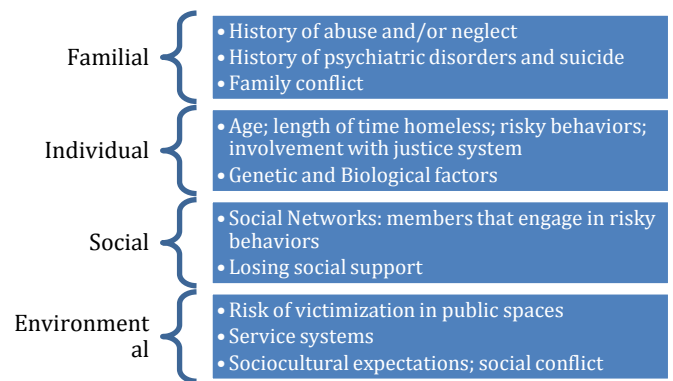 Familial
• History of abuse and/or neglect
• History of psychiatric disorders and suicide
• Family conflict
Individual
• Age; length of time homeless; risky behaviors;
involvement with justice system
• Genetic and Biological factors
Social
• Social Networks: members that engage in risky
behaviors
• Losing social support
Environment
al
• Risk of victimization in public spaces
• Service systems
• Sociocultural expectations; social conflict